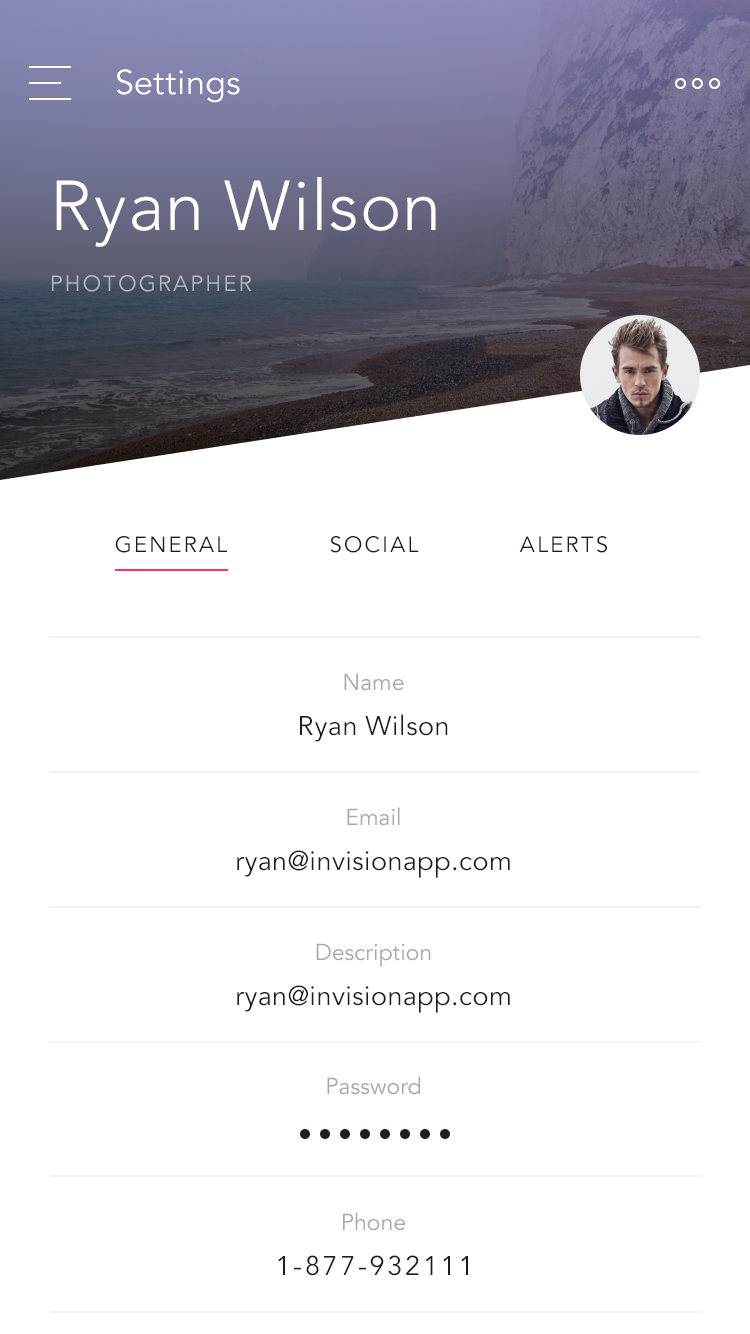 Settings
Ryan Wilson
PHOTOGRAPHER
GENERAL SOCIAL ALERTS
Name
Ryan Wilson
Email
ryan@invisionapp.com
Description
ryan@invisionapp.com
Password
Phone
1-877-932111